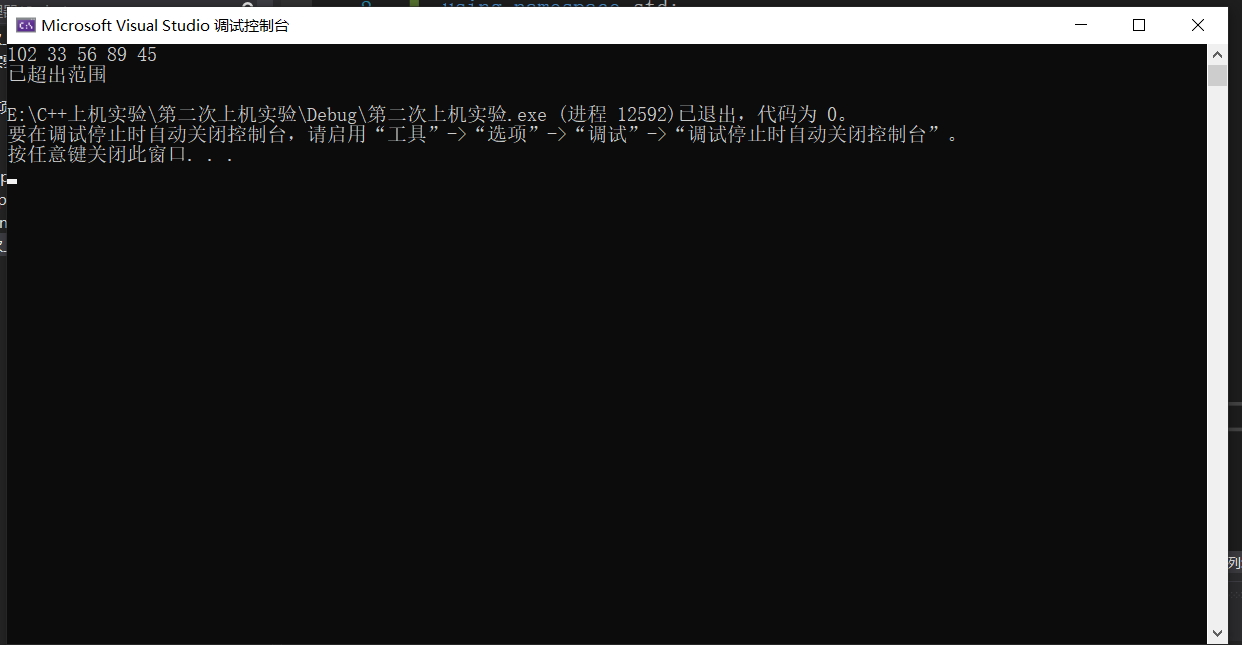 using namespace std;
Microsoft Visual Studio 调试控制台
102 33 56 89 45
已超出范围
E:\C++上机实验\第二次上机实验\Debug\第二次上机实验.exe (进程 12592)已退出，代码为 0。
要在调试停止时自动关闭控制台，请启用“工具”->“选项”->“调试”->“调试停止时自动关闭控制台”。
按任意键关闭此窗口. . .
列